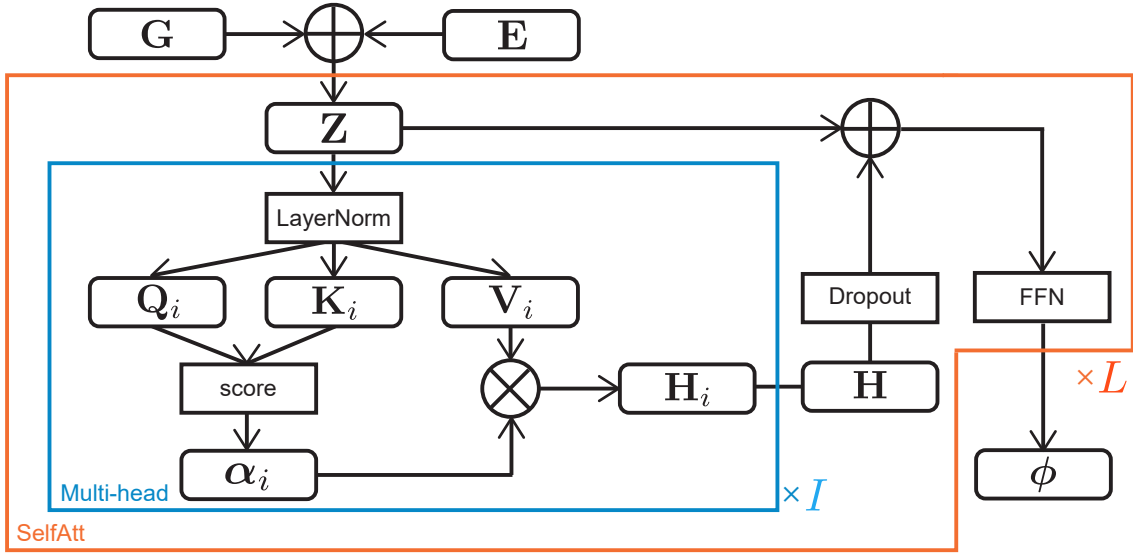 G E
Z
LayerNorm
Q_i K_i V_i
Dropout FFN
score
H_i H
×L
α_i
ϕ
Multi-head
×I
SelfAtt